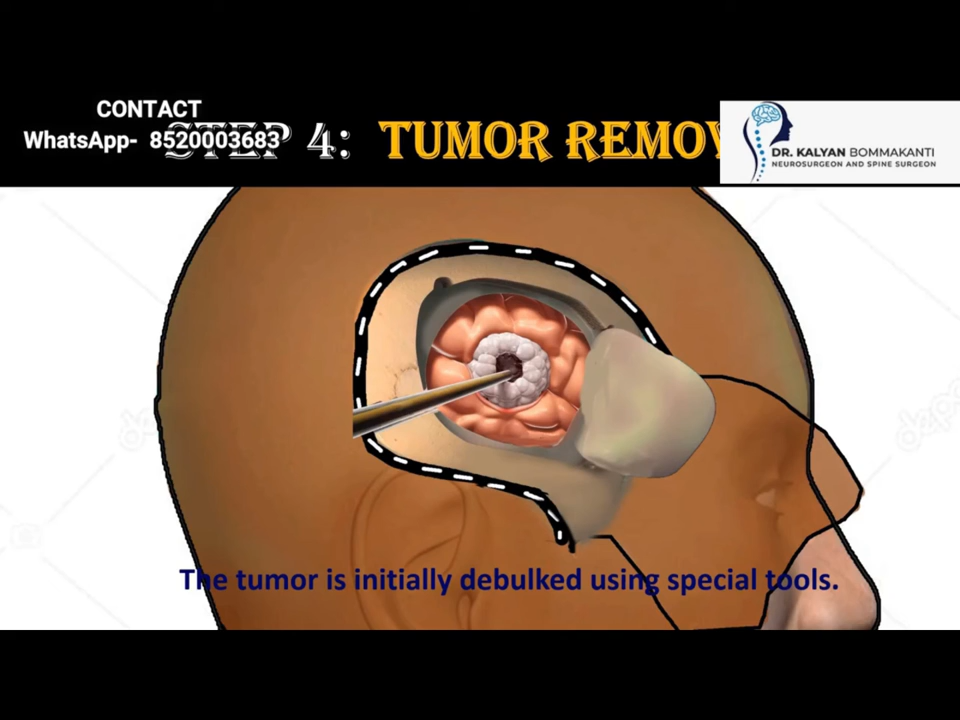 CONTACT
WhatsApp- 8520003683
STEP 4: TUMOR REMOV
DR. KALYAN BOMMAKANTI
NEUROSURGEON AND SPINE SURGEON
The tumor is initially debulked using special tools.